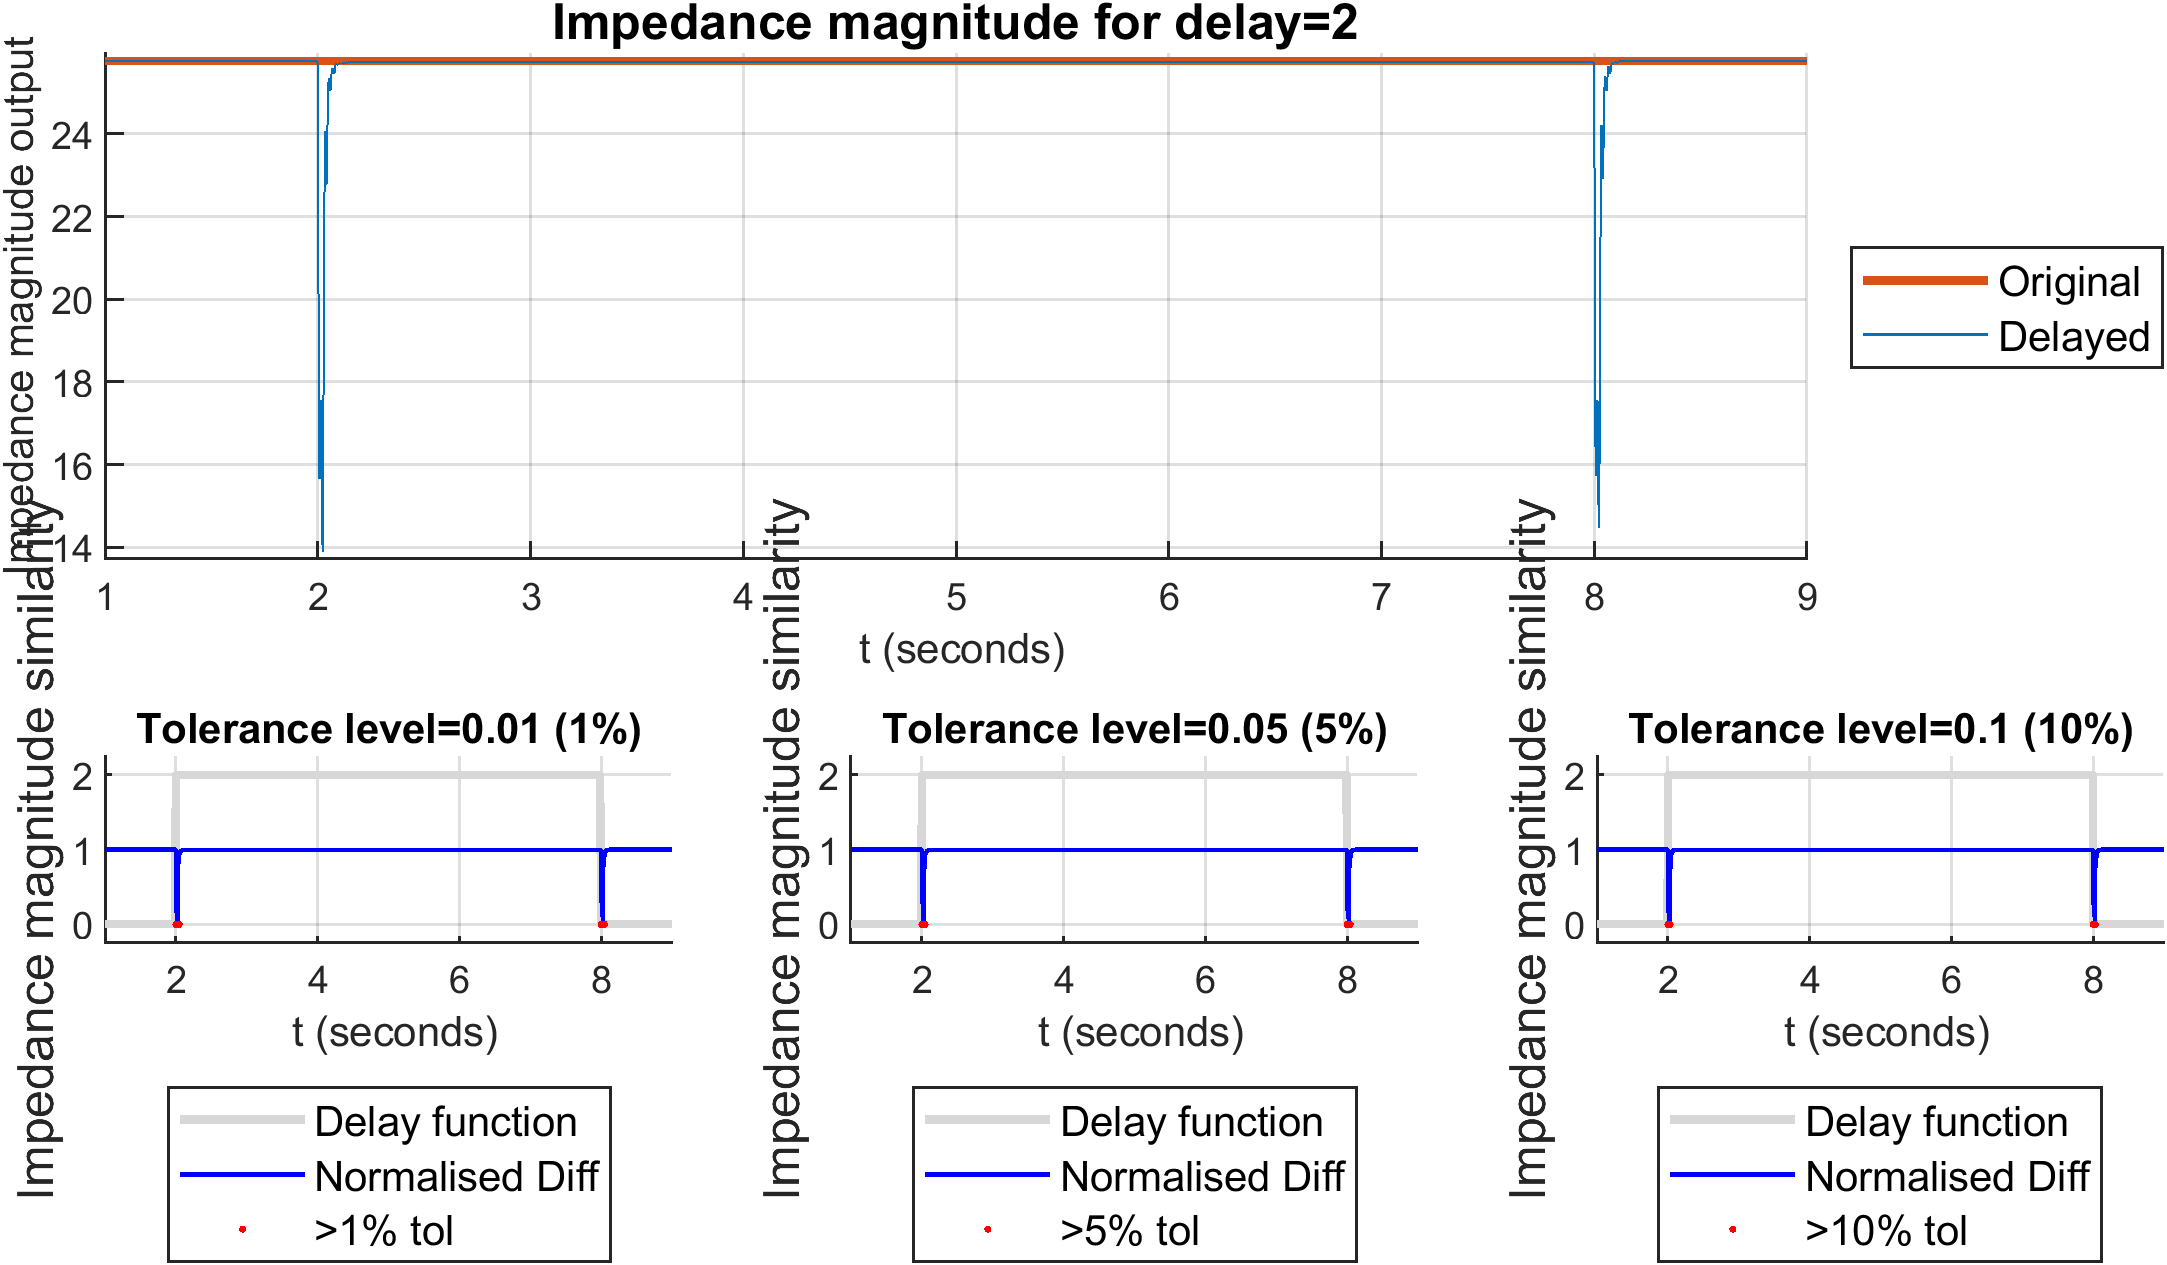 Impedance magnitude for delay=2
Impedance magnitude output
24
22
20
18
16
14
1 2 3 4 5 6 7 8 9
t (seconds)
Original
Delayed
Tolerance level=0.01 (1%)
Impedance magnitude similarity
2
1
0
2 4 6 8
t (seconds)
Delay function
Normalised Diff
>1% tol
Tolerance level=0.05 (5%)
Impedance magnitude similarity
2
1
0
2 4 6 8
t (seconds)
Delay function
Normalised Diff
>5% tol
Tolerance level=0.1 (10%)
Impedance magnitude similarity
2
1
0
2 4 6 8
t (seconds)
Delay function
Normalised Diff
>10% tol